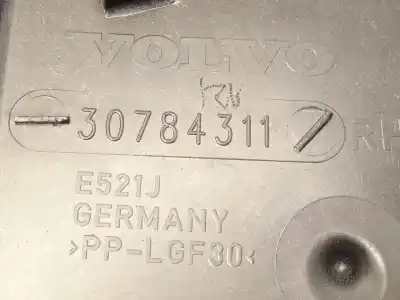 VOLVO
30784311
E521J
GERMANY
>PP-LGF30<